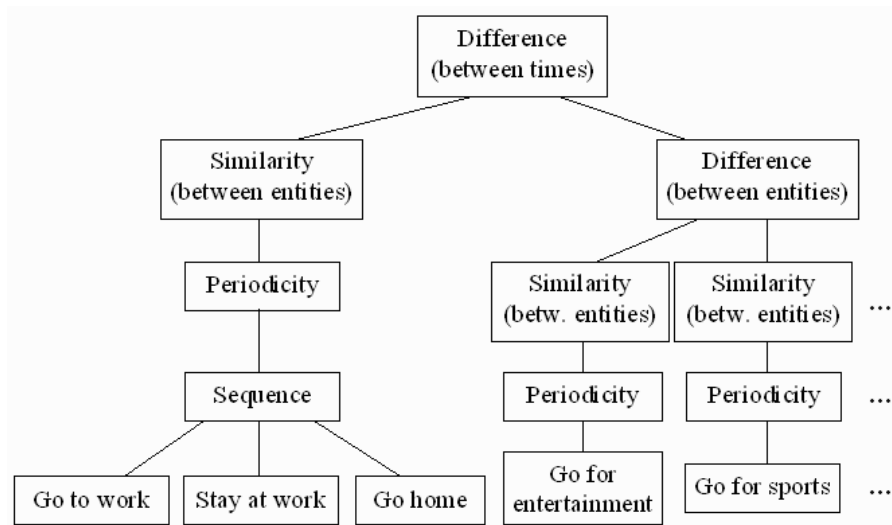 Difference
(between times)
Similarity
(between entities)
Difference
(between entities)
Periodicity
Similarity
(betw. entities)
Similarity
(betw. entities)
...
Sequence
Periodicity
Periodicity
...
Go to work
Stay at work
Go home
Go for
entertainment
Go for sports
...